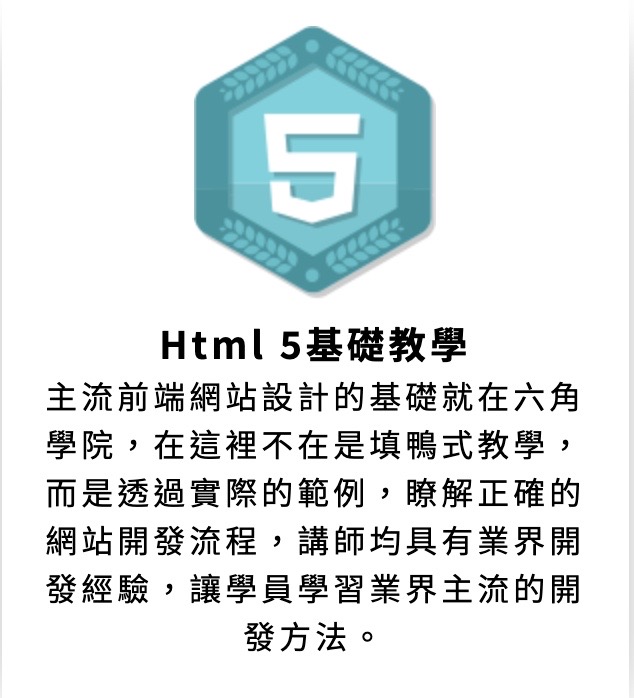 5
Html 5基礎教學
主流前端網站設計的基礎就在六角
學院，在這裡不在是填鴨式教學，
而是透過實際的範例，瞭解正確的
網站開發流程，講師均具有業界開
發經驗，讓學員學習業界主流的開
發方法。